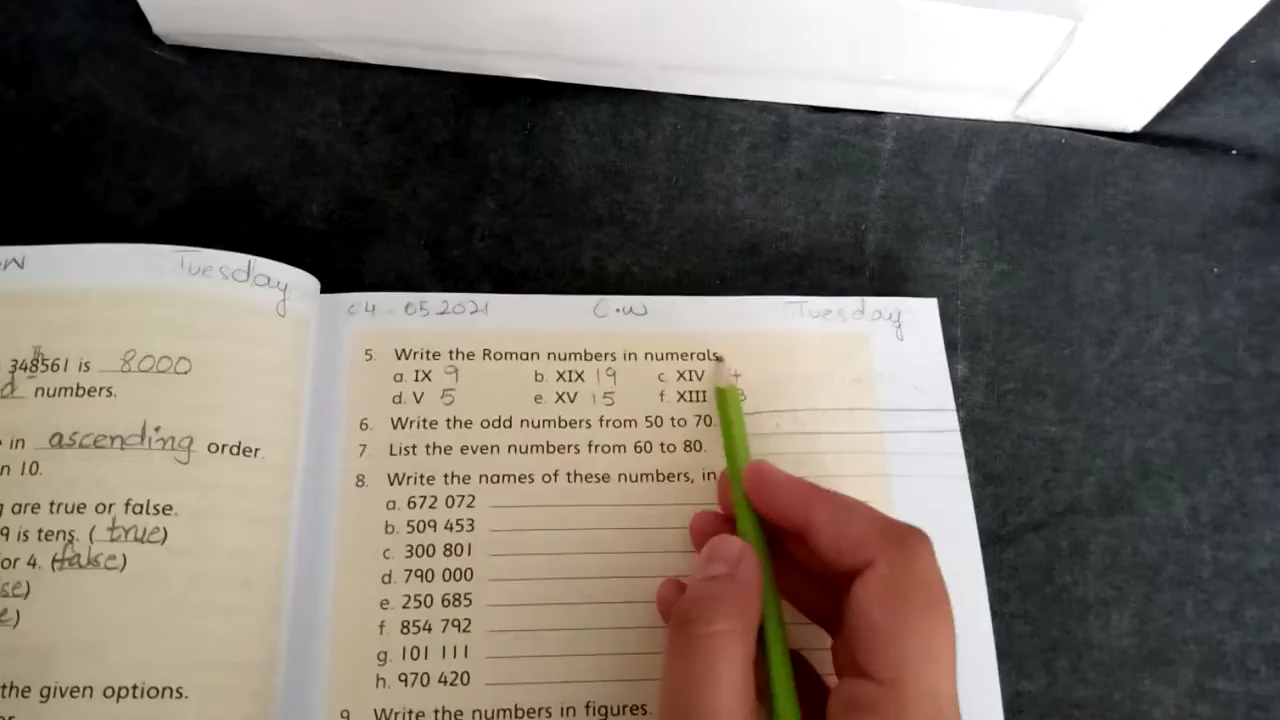 Tuesday
348561 is 8000
numbers.
in ascending order.
n 10.
are true or false.
9 is tens. (true)
or 4. (false)
se)
e)
the given options.
04.05.2021 C.W Tuesday
5. Write the Roman numbers in numerals.
a. IX 9 b. XIX 19 c. XIV
d. V 5 e. XV 15 f. XIII
6. Write the odd numbers from 50 to 70.
7 List the even numbers from 60 to 80.
8. Write the names of these numbers, in
a. 672 072
b. 509 453
c. 300 801
d. 790 000
e. 250 685
f. 854 792
g. 101 111
h. 970 420
9 Write the numbers in figures.